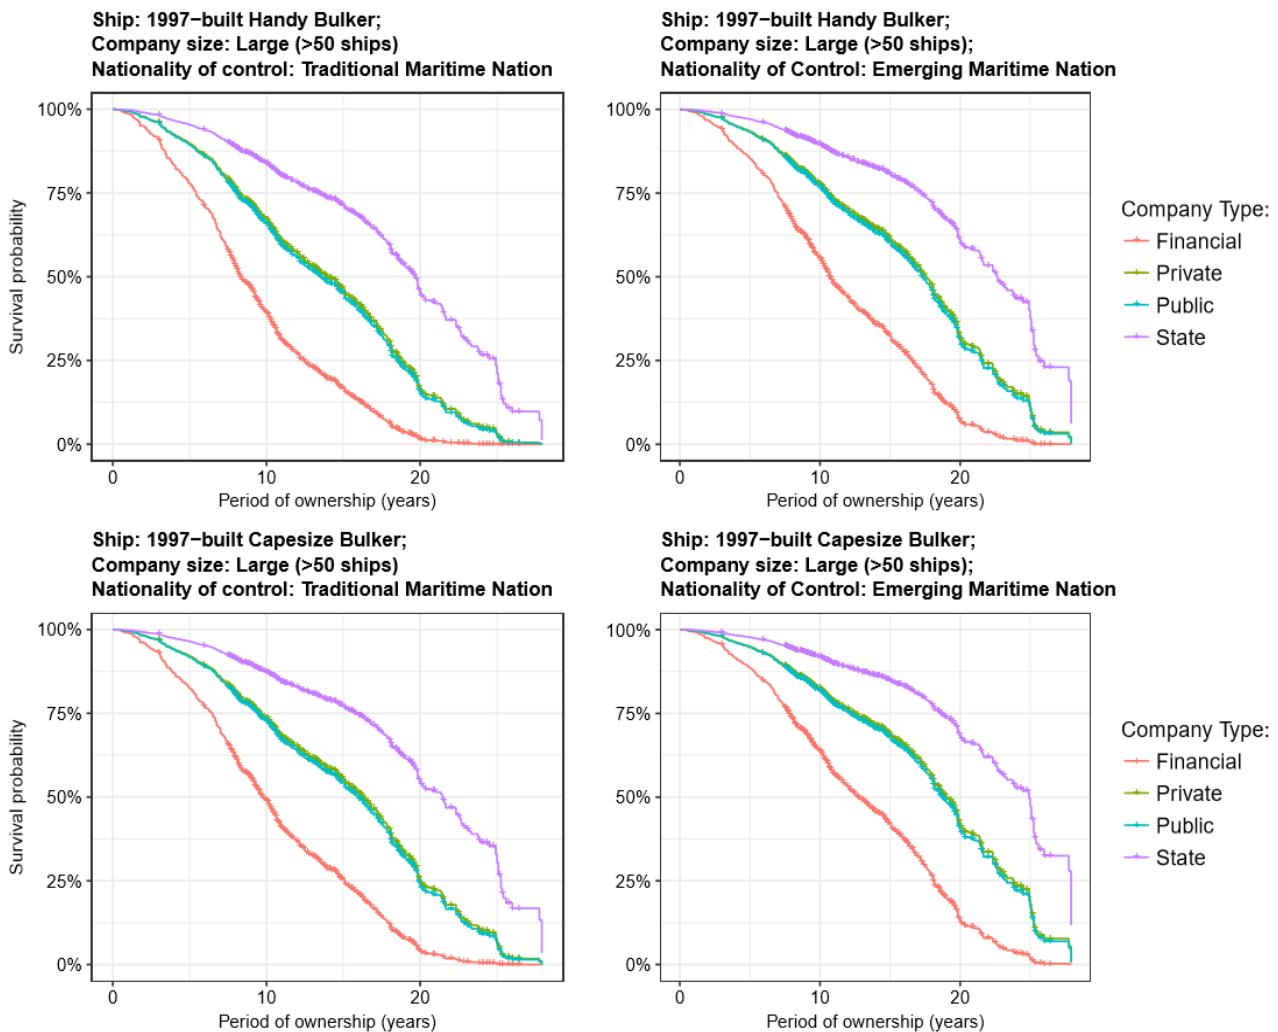 Ship: 1997−built Handy Bulker;
Company size: Large (>50 ships)
Nationality of control: Traditional Maritime Nation
100%
75%
50%
25%
0%
Survival probability
0 10 20
Period of ownership (years)
Ship: 1997−built Handy Bulker;
Company size: Large (>50 ships);
Nationality of Control: Emerging Maritime Nation
100%
75%
50%
25%
0%
0 10 20
Period of ownership (years)
Company Type:
Financial
Private
Public
State
Ship: 1997−built Capesize Bulker;
Company size: Large (>50 ships)
Nationality of control: Traditional Maritime Nation
100%
75%
50%
25%
0%
Survival probability
0 10 20
Period of ownership (years)
Ship: 1997−built Capesize Bulker;
Company size: Large (>50 ships);
Nationality of Control: Emerging Maritime Nation
100%
75%
50%
25%
0%
0 10 20
Period of ownership (years)
Company Type:
Financial
Private
Public
State